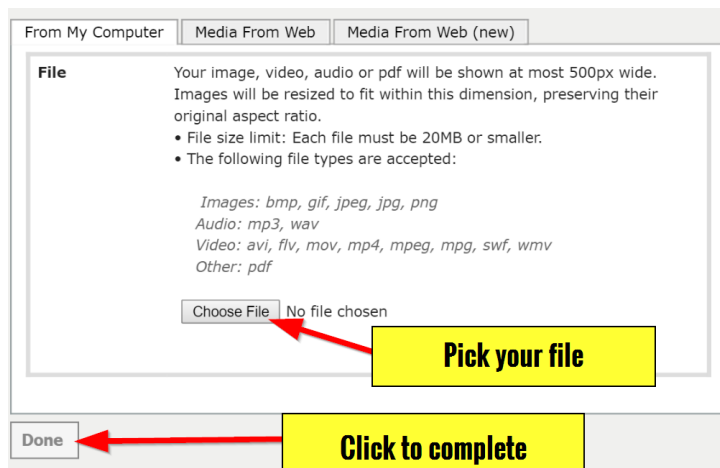 From My Computer Media From Web Media From Web (new)
File Your image, video, audio or pdf will be shown at most 500px wide.
Images will be resized to fit within this dimension, preserving their
original aspect ratio.
• File size limit: Each file must be 20MB or smaller.
• The following file types are accepted:
Images: bmp, gif, jpeg, jpg, png
Audio: mp3, wav
Video: avi, flv, mov, mp4, mpeg, mpg, swf, wmv
Other: pdf
Choose File No file chosen
Pick your file
Done Click to complete